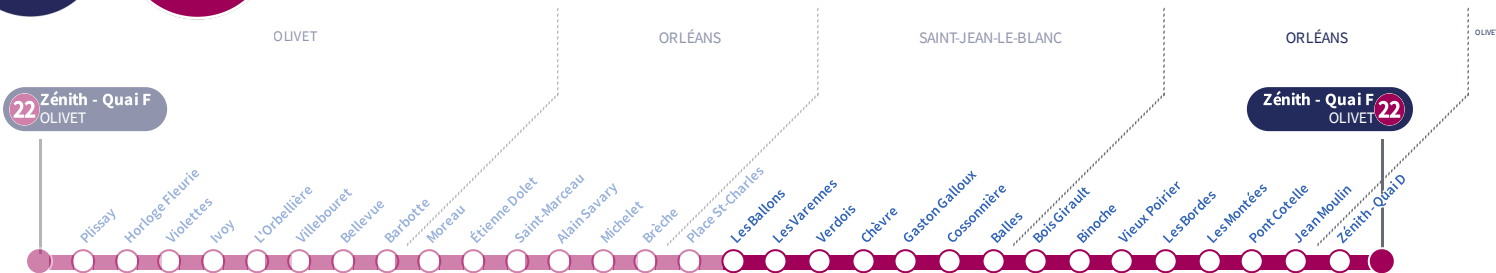 OLIVET
ORLÉANS
SAINT-JEAN-LE-BLANC
ORLÉANS
OLIVE
22 Zénith - Quai F
OLIVET
Zénith - Quai F 22
OLIVET
Plissay
Horloge Fleurie
Violettes
Ivoy
L'Orbellière
Villebouret
Bellevue
Barbotte
Moreau
Étienne Dolet
Saint-Marceau
Alain Savary
Michelet
Brèche
Place St-Charles
Les Ballons
Les Varennes
Verdois
Chèvre
Gaston Galloux
Cossonnière
Balles
Bois Girault
Binoche
Vieux Poirier
Les Bordes
Les Montées
Pont Cotelle
Jean Moulin
Zénith - Quai D